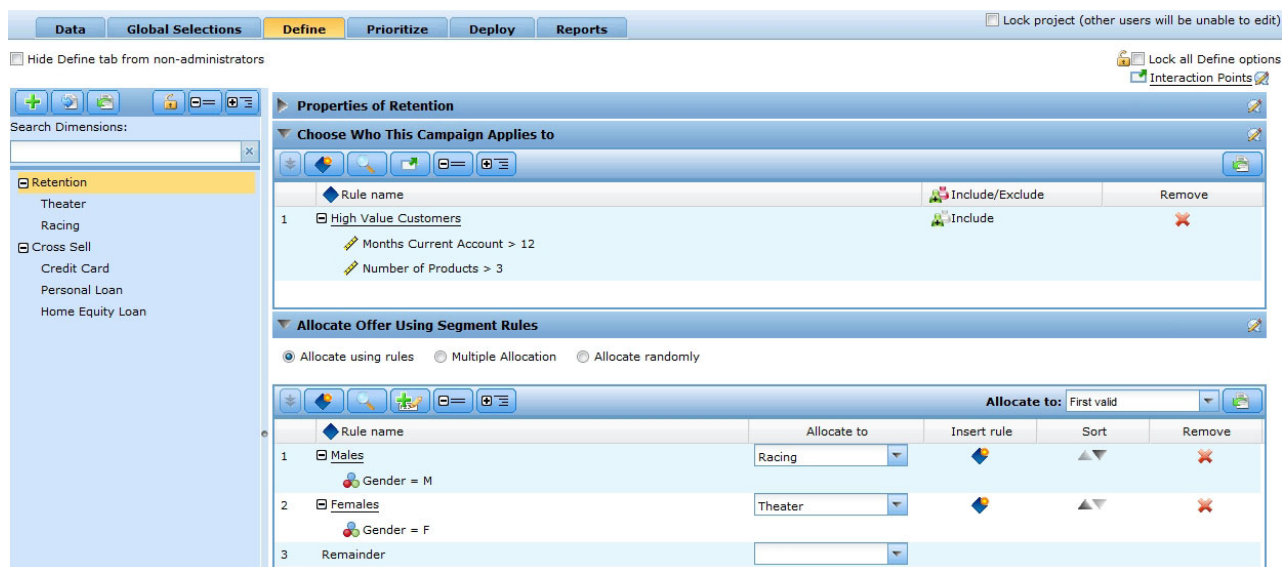 Data Global Selections Define Prioritize Deploy Reports
Lock project (other users will be unable to edit)
Hide Define tab from non-administrators
Lock all Define options
Interaction Points
Search Dimensions:
Retention
Theater
Racing
Cross Sell
Credit Card
Personal Loan
Home Equity Loan
Properties of Retention
Choose Who This Campaign Applies to
Rule name Include/Exclude Remove
1 High Value Customers Include
Months Current Account > 12
Number of Products > 3
Allocate Offer Using Segment Rules
Allocate using rules Multiple Allocation Allocate randomly
Allocate to: First valid
Rule name Allocate to Insert rule Sort Remove
1 Males Racing
Gender = M
2 Females Theater
Gender = F
3 Remainder